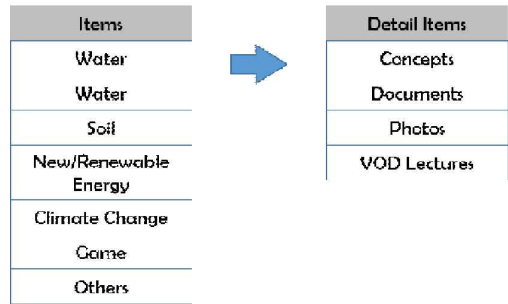 Items
Water
Water
Soil
New/Renewable
Energy
Climate Change
Game
Others
Detail Items
Concepts
Documents
Photos
VOD Lectures